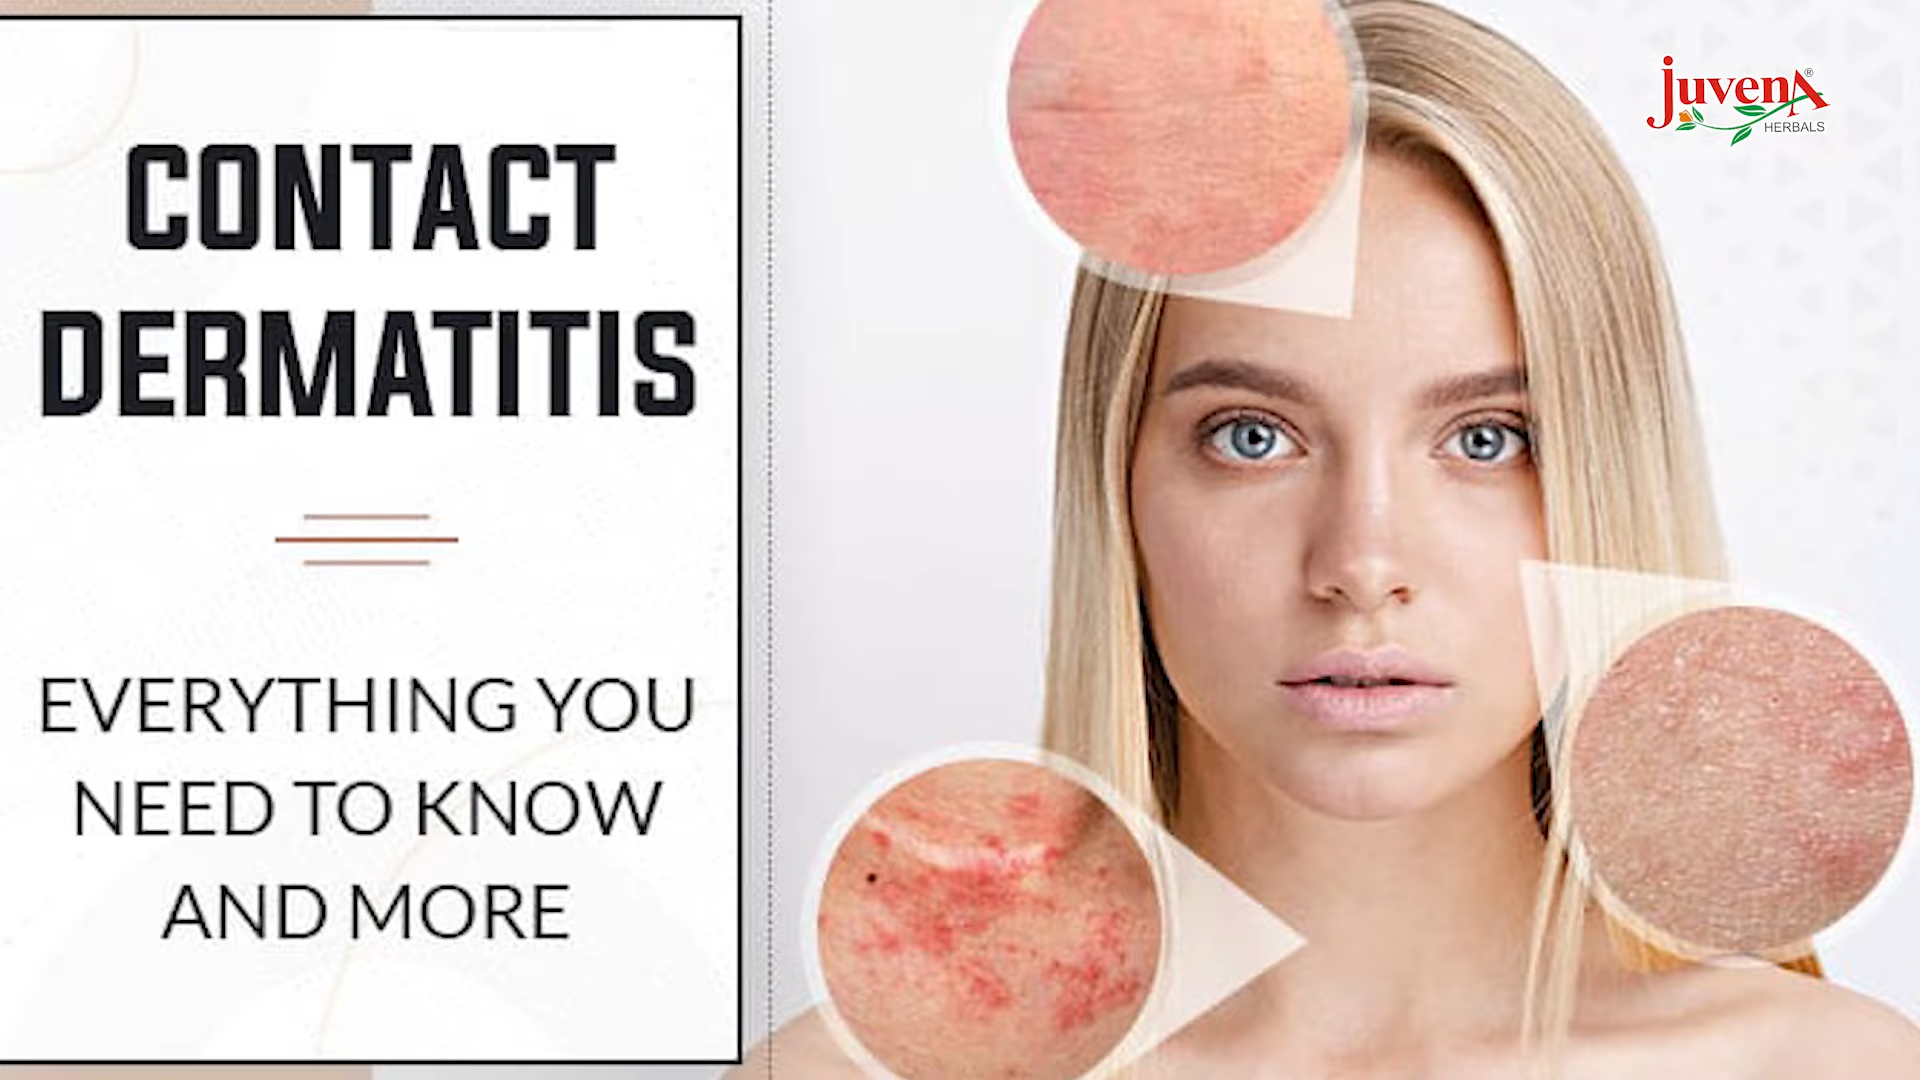 CONTACT
DERMATITIS
EVERYTHING YOU
NEED TO KNOW
AND MORE
juvenA®
HERBALS